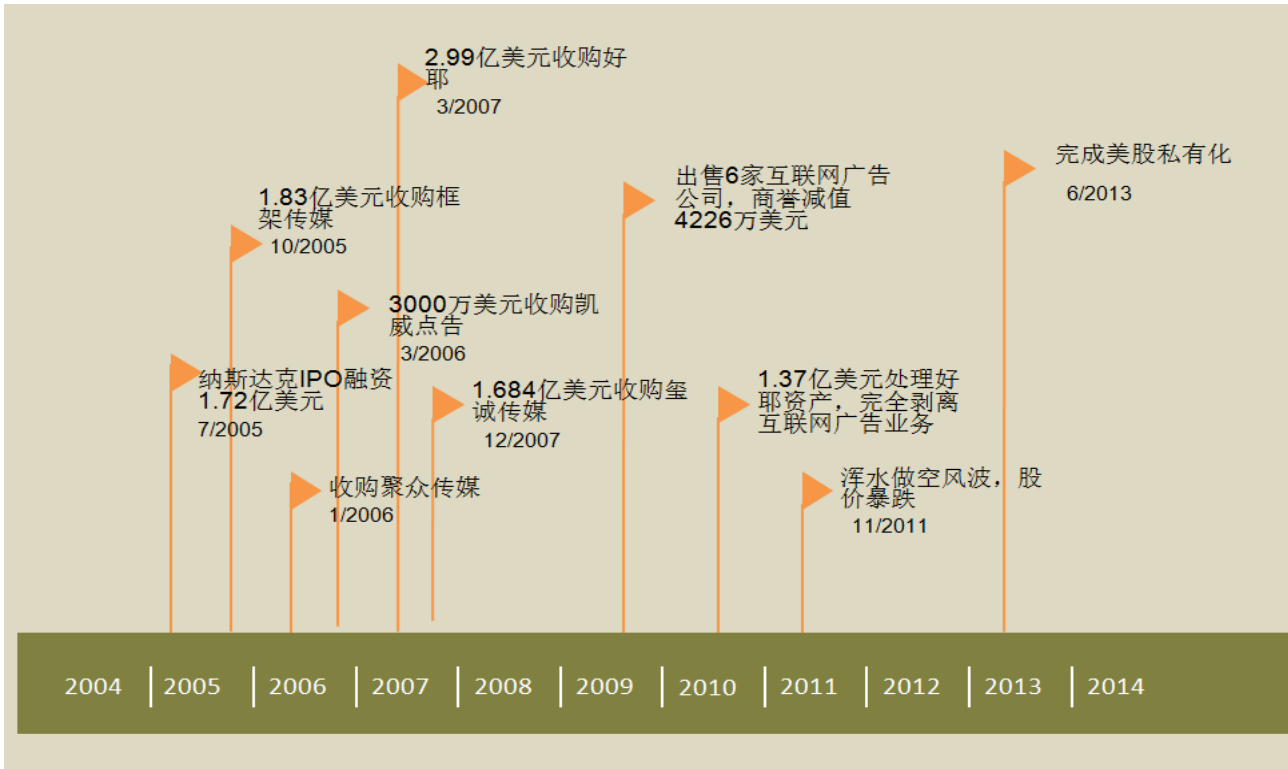 2.99亿美元收购好
耶
3/2007
完成美股私有化
6/2013
出售6家互联网广告
公司，商誉减值
4226万美元
1.83亿美元收购框
架传媒
10/2005
3000万美元收购凯
威点告
3/2006
纳斯达克IPO融资
1.72亿美元
7/2005
1.684亿美元收购玺
诚传媒
12/2007
1.37亿美元处理好
耶资产，完全剥离
互联网广告业务
收购聚众传媒
1/2006
浑水做空风波，股
价暴跌
11/2011
2004 2005 2006 2007 2008 2009 2010 2011 2012 2013 2014